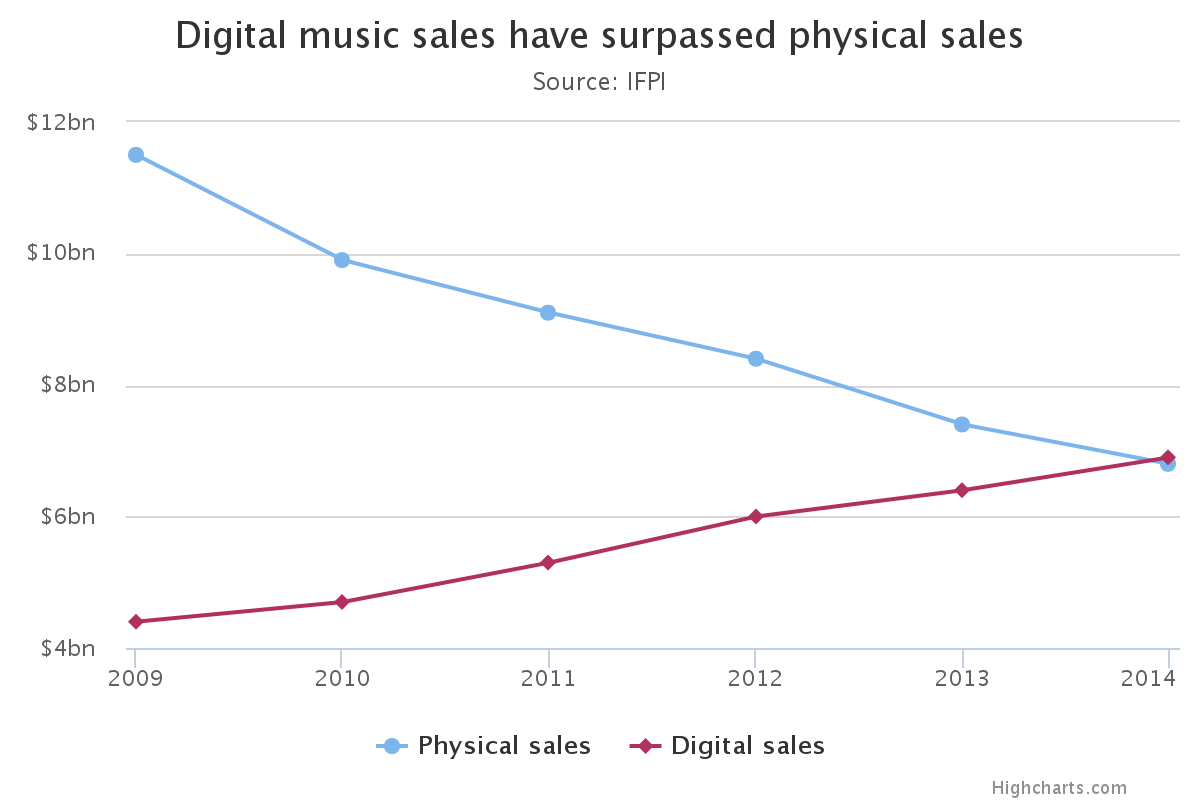 Digital music sales have surpassed physical sales
Source: IFPI
$12bn
$10bn
$8bn
$6bn
$4bn
2009 2010 2011 2012 2013 2014
Physical sales Digital sales
Highcharts.com